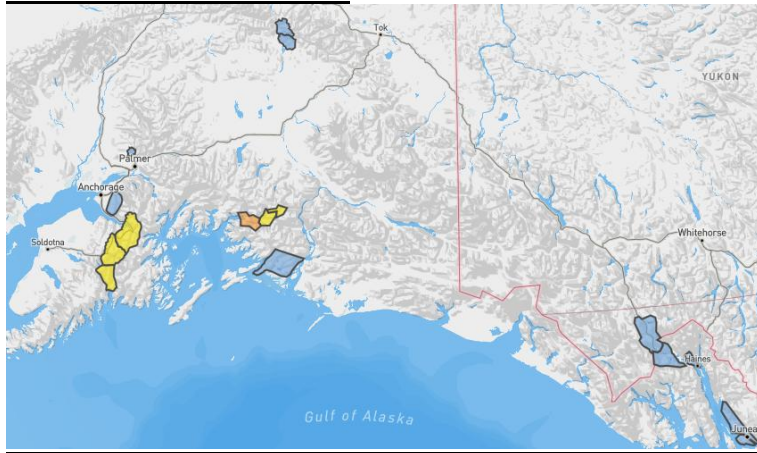 Tok
YUKON
Palmer
Anchorage
Whitehorse
Soldotna
Haines
Gulf of Alaska
Junea